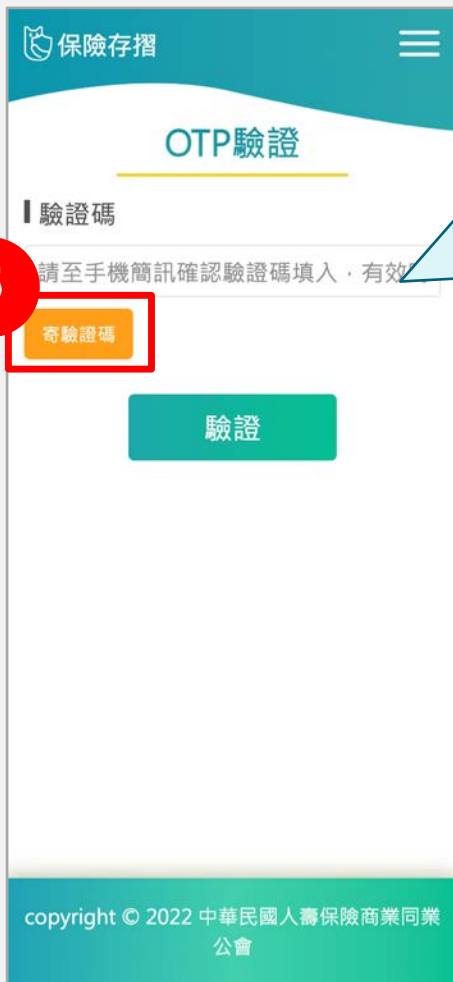 保險存摺
OTP驗證
驗證碼
請至手機簡訊確認驗證碼填入，有效
寄驗證碼
驗證
copyright © 2022 中華民國人壽保險商業同業
公會